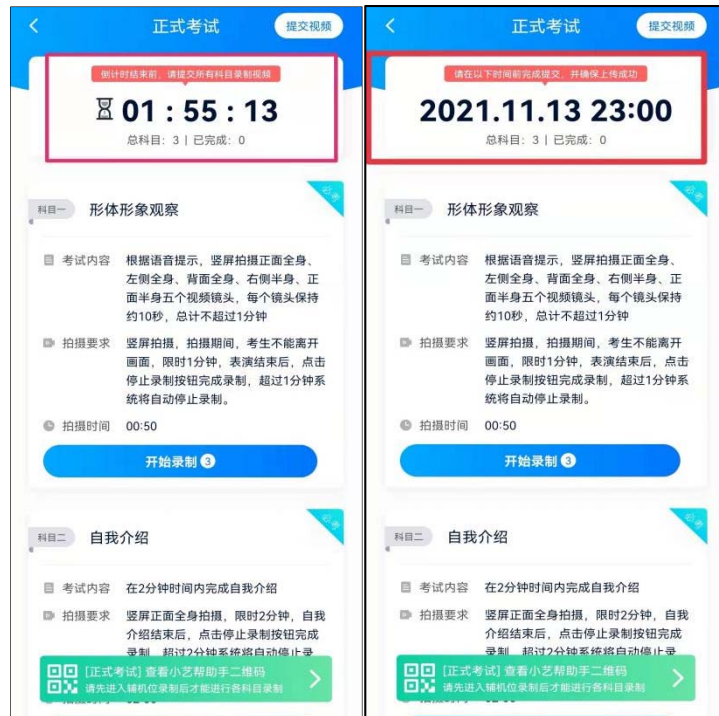 正式考试
提交视频
倒计时结束前，请提交所有科目录制视频
01 : 55 : 13
总科目：3 | 已完成：0
科目一
形体形象观察
必考
考试内容
根据语音提示，竖屏拍摄正面全身、
左侧全身、背面全身、右侧半身、正
面半身五个视频镜头，每个镜头保持
约10秒，总计不超过1分钟
拍摄要求
竖屏拍摄，拍摄期间，考生不能离开
画面，限时1分钟，表演结束后，点击
停止录制按钮完成录制，超过1分钟系
统将自动停止录制。
拍摄时间
00:50
开始录制 3
科目二
自我介绍
必考
考试内容
在2分钟时间内完成自我介绍
拍摄要求
竖屏正面全身拍摄，限时2分钟，自我
介绍结束后，点击停止录制按钮完成
录制，超过2分钟系统将自动停止录
[正式考试] 查看小艺帮助手二维码
请先进入辅机位录制后才能进行各科目录制
正式考试
提交视频
请在以下时间前完成提交，并确保上传成功
2021.11.13 23:00
总科目：3 | 已完成：0
科目一
形体形象观察
必考
考试内容
根据语音提示，竖屏拍摄正面全身、
左侧全身、背面全身、右侧半身、正
面半身五个视频镜头，每个镜头保持
约10秒，总计不超过1分钟
拍摄要求
竖屏拍摄，拍摄期间，考生不能离开
画面，限时1分钟，表演结束后，点击
停止录制按钮完成录制，超过1分钟系
统将自动停止录制。
拍摄时间
00:50
开始录制 3
科目二
自我介绍
必考
考试内容
在2分钟时间内完成自我介绍
拍摄要求
竖屏正面全身拍摄，限时2分钟，自我
介绍结束后，点击停止录制按钮完成
录制，超过2分钟系统将自动停止录
[正式考试] 查看小艺帮助手二维码
请先进入辅机位录制后才能进行各科目录制